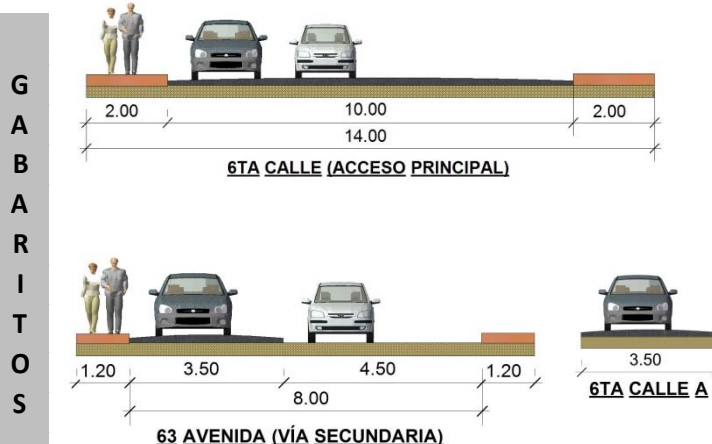 GABARITOS
2.00 10.00 2.00
14.00
6TA CALLE (ACCESO PRINCIPAL)
1.20 3.50 4.50 1.20
8.00
63 AVENIDA (VÍA SECUNDARIA)
3.50
6TA CALLE A